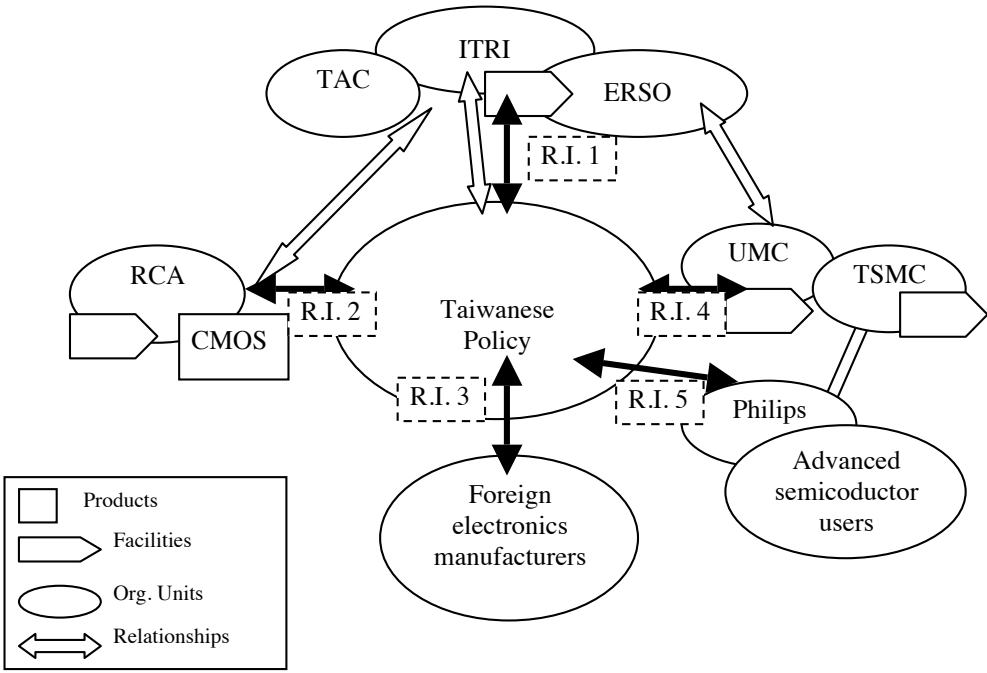 ITRI
TAC
ERSO
R.I. 1
RCA
UMC
TSMC
CMOS
R.I. 2
Taiwanese
Policy
R.I. 4
R.I. 3
R.I. 5
Philips
Advanced
semicoductor
users
Foreign
electronics
manufacturers
Products
Facilities
Org. Units
Relationships